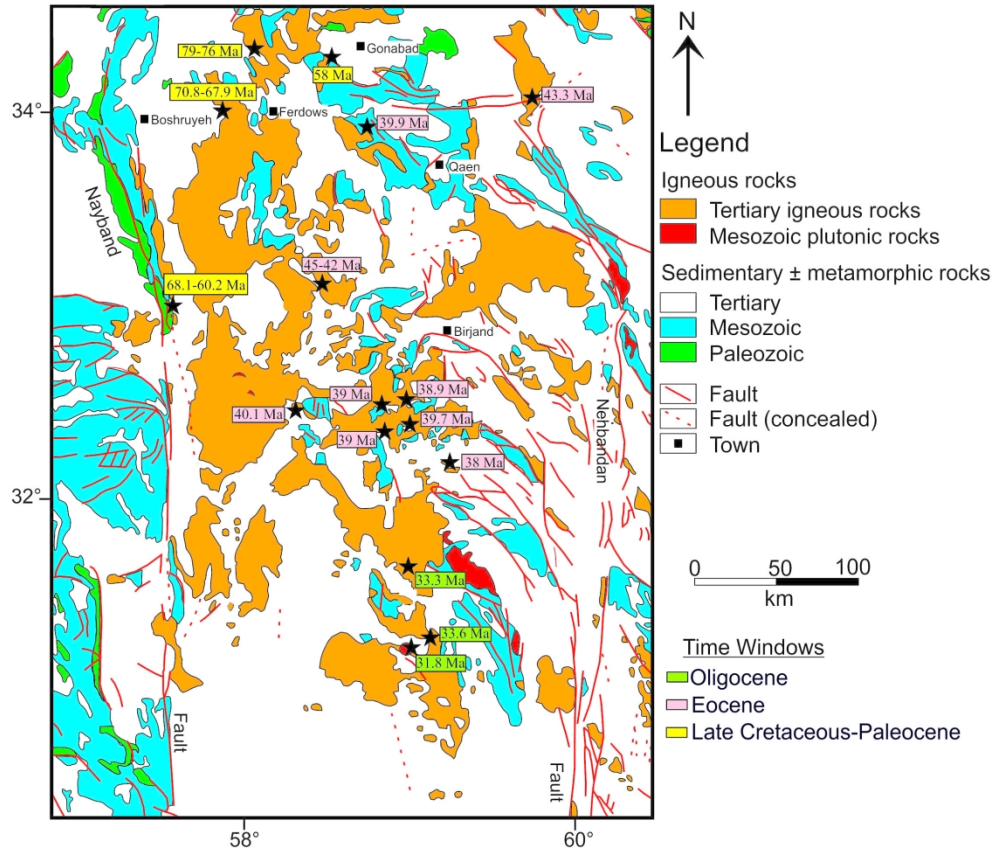 N
79-76 Ma
Gonabad
58 Ma
70.8-67.9 Ma
43.3 Ma
34°
Boshruyeh
Ferdows
39.9 Ma
Qaen
Nayband
45-42 Ma
68.1-60.2 Ma
Birjand
39 Ma
38.9 Ma
40.1 Ma
39.7 Ma
39 Ma
38 Ma
Nehbandan
32°
33.3 Ma
33.6 Ma
31.8 Ma
Fault
Fault
58°
60°
Legend
Igneous rocks
Tertiary igneous rocks
Mesozoic plutonic rocks
Sedimentary ± metamorphic rocks
Tertiary
Mesozoic
Paleozoic
Fault
Fault (concealed)
Town
0 50 100
km
Time Windows
Oligocene
Eocene
Late Cretaceous-Paleocene